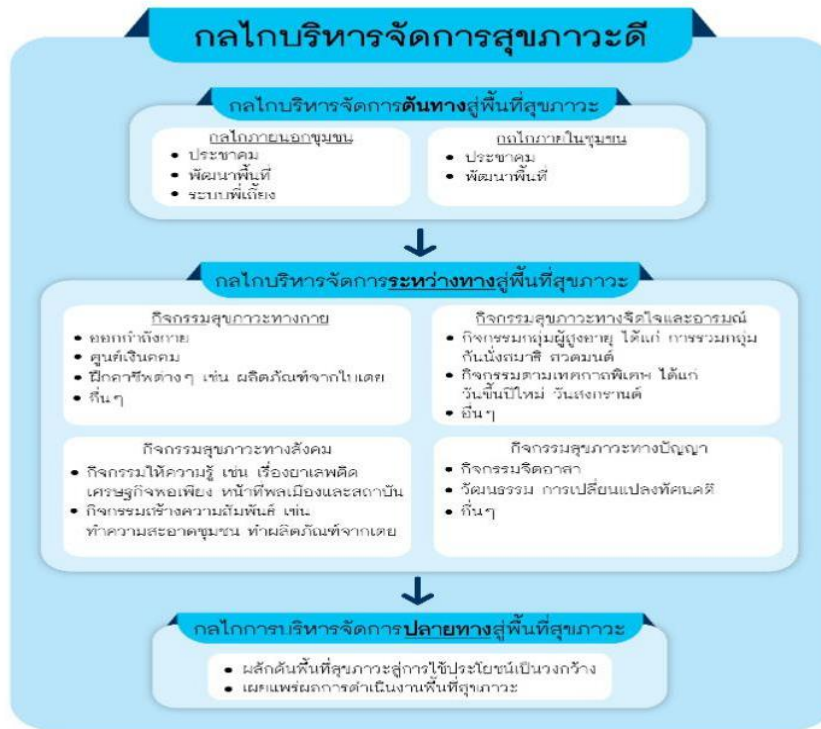 กลไกบริหารจัดการสุขภาวะดี
กลไกบริหารจัดการต้นทางสู่พื้นที่สุขภาวะ
กลไกภายนอกชุมชน
• ประชาคม
• พัฒนาพื้นที่
• ระบบพี่เลี้ยง
กลไกภายในชุมชน
• ประชาคม
• พัฒนาพื้นที่
กลไกบริหารจัดการระหว่างทางสู่พื้นที่สุขภาวะ
กิจกรรมสุขภาวะทางกาย
• ออกกำลังกาย
• ศูนย์เงินออม
• ฝึกอาชีพต่างๆ เช่น ผลิตภัณฑ์จากใบเตย
• อื่นๆ
กิจกรรมสุขภาวะทางจิตใจและอารมณ์
• กิจกรรมกลุ่มผู้สูงอายุ ได้แก่ การรวมกลุ่ม
กันนั่งสมาธิ สวดมนต์
• กิจกรรมตามเทศกาลพิเศษ ได้แก่
วันขึ้นปีใหม่ วันสงกรานต์
• อื่นๆ
กิจกรรมสุขภาวะทางสังคม
• กิจกรรมให้ความรู้ เช่น เรื่องยาเสพติด
เศรษฐกิจพอเพียง หน้าที่พลเมืองและสถาบัน
• กิจกรรมสร้างความสัมพันธ์ เช่น
ทำความสะอาดชุมชน ทำผลิตภัณฑ์จากเตย
กิจกรรมสุขภาวะทางปัญญา
• กิจกรรมจิตอาสา
• วัฒนธรรม การเปลี่ยนแปลงทัศนคติ
• อื่นๆ
กลไกการบริหารจัดการปลายทางสู่พื้นที่สุขภาวะ
• ผลักดันพื้นที่สุขภาวะสู่การใช้ประโยชน์เป็นวงกว้าง
• เผยแพร่ผลการดำเนินงานพื้นที่สุขภาวะ